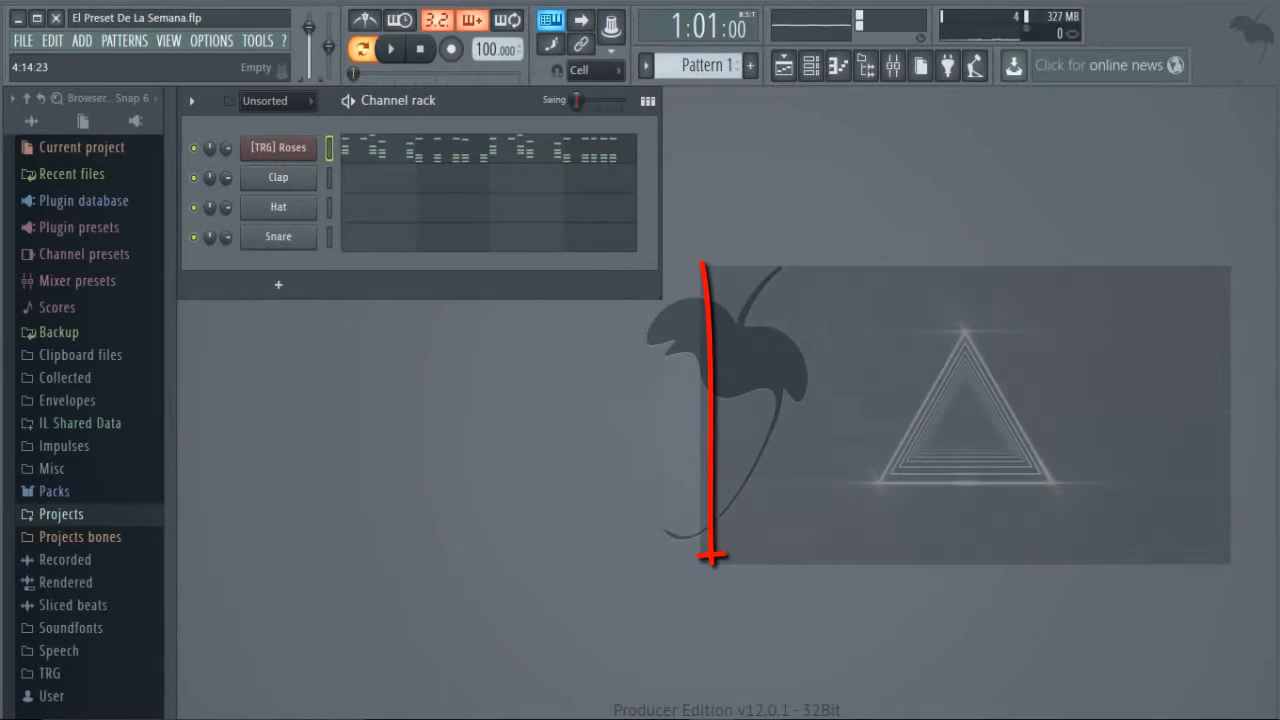 El Preset De La Semana.flp
FILE EDIT ADD PATTERNS VIEW OPTIONS TOOLS ?
4:14:23 Empty
3.2
100.000
Cell
1:01:00 B:S:T
Pattern 1
4 327 MB
0
Click for online news
Browser.. Snap 6
Unsorted
Channel rack
Swing
Current project
Recent files
Plugin database
Plugin presets
Channel presets
Mixer presets
Scores
Backup
Clipboard files
Collected
Envelopes
IL Shared Data
Impulses
Misc
Packs
Projects
Projects bones
Recorded
Rendered
Sliced beats
Soundfonts
Speech
TRG
User
[TRG] Roses
Clap
Hat
Snare
+
Producer Edition v12.0.1 - 32Bit